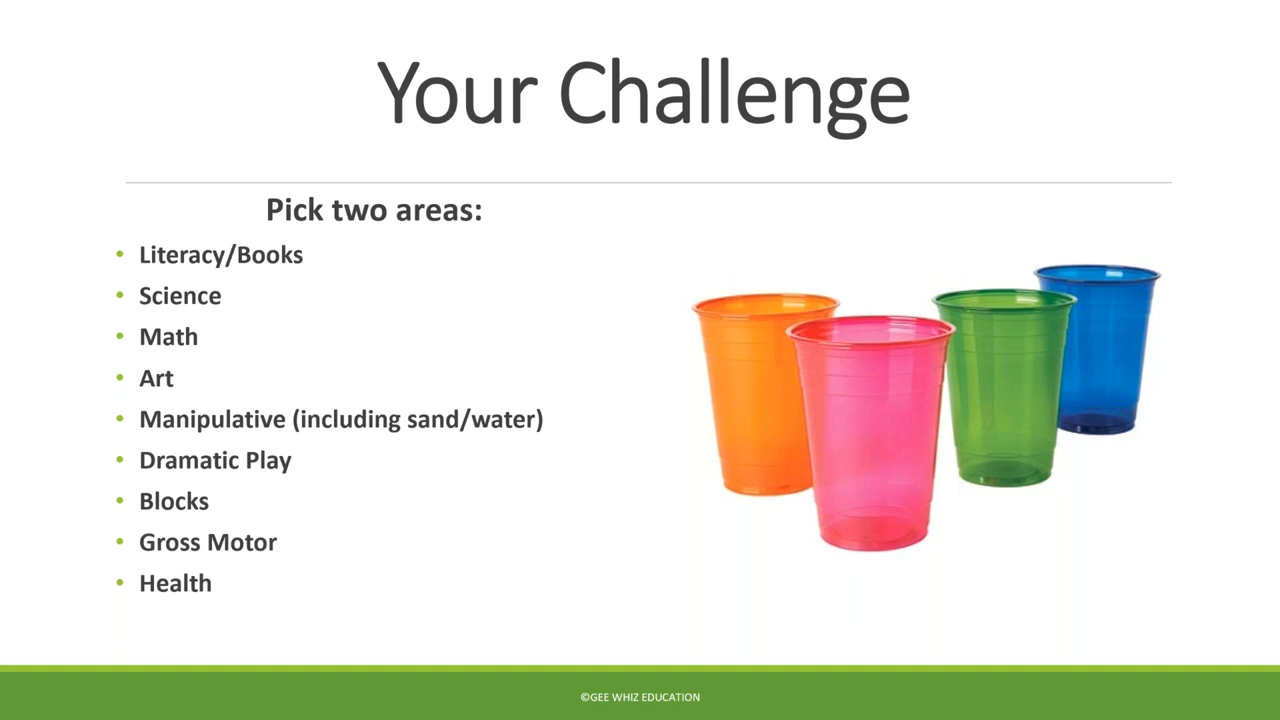 Your Challenge
Pick two areas:
• Literacy/Books
• Science
• Math
• Art
• Manipulative (including sand/water)
• Dramatic Play
• Blocks
• Gross Motor
• Health
©GEE WHIZ EDUCATION